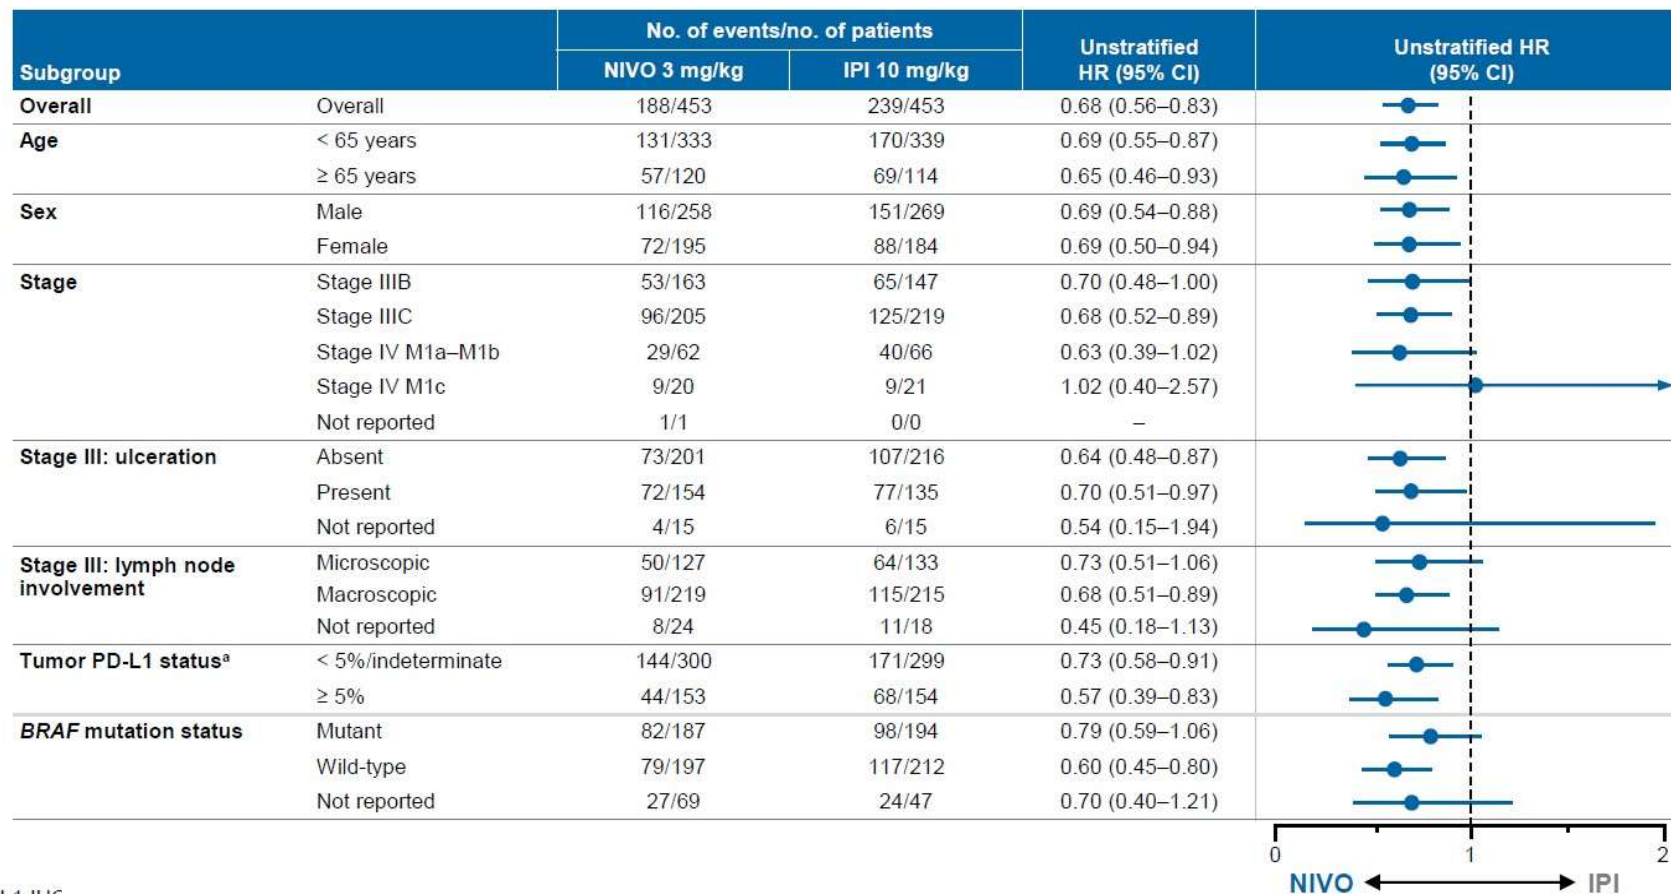 No. of events/no. of patients
Subgroup NIVO 3 mg/kg IPI 10 mg/kg Unstratified HR (95% CI) Unstratified HR (95% CI)
Overall Overall 188/453 239/453 0.68 (0.56–0.83)
Age < 65 years 131/333 170/339 0.69 (0.55–0.87)
≥ 65 years 57/120 69/114 0.65 (0.46–0.93)
Sex Male 116/258 151/269 0.69 (0.54–0.88)
Female 72/195 88/184 0.69 (0.50–0.94)
Stage Stage IIIB 53/163 65/147 0.70 (0.48–1.00)
Stage IIIC 96/205 125/219 0.68 (0.52–0.89)
Stage IV M1a–M1b 29/62 40/66 0.63 (0.39–1.02)
Stage IV M1c 9/20 9/21 1.02 (0.40–2.57)
Not reported 1/1 0/0 –
Stage III: ulceration Absent 73/201 107/216 0.64 (0.48–0.87)
Present 72/154 77/135 0.70 (0.51–0.97)
Not reported 4/15 6/15 0.54 (0.15–1.94)
Stage III: lymph node involvement Microscopic 50/127 64/133 0.73 (0.51–1.06)
Macroscopic 91/219 115/215 0.68 (0.51–0.89)
Not reported 8/24 11/18 0.45 (0.18–1.13)
Tumor PD-L1 statusᵃ < 5%/indeterminate 144/300 171/299 0.73 (0.58–0.91)
≥ 5% 44/153 68/154 0.57 (0.39–0.83)
BRAF mutation status Mutant 82/187 98/194 0.79 (0.59–1.06)
Wild-type 79/197 117/212 0.60 (0.45–0.80)
Not reported 27/69 24/47 0.70 (0.40–1.21)
0 1 2
NIVO IPI